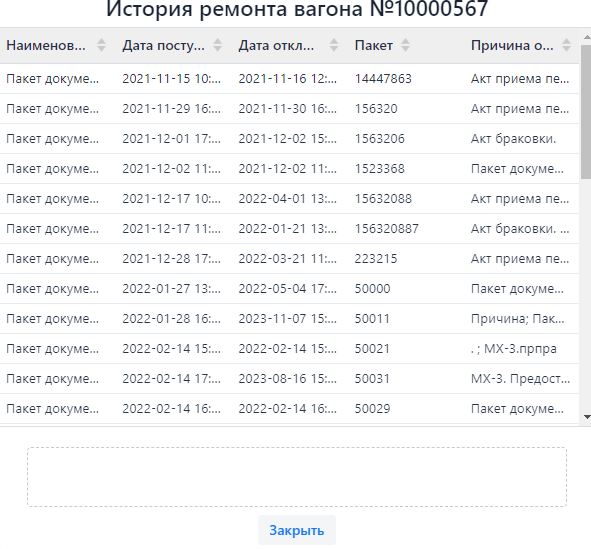 История ремонта вагона №10000567
Наименов... Дата посту... Дата откл... Пакет Причина о...
Пакет докуме... 2021-11-15 10:... 2021-11-16 12:... 14447863 Акт приема пе...
Пакет докуме... 2021-11-29 16:... 2021-11-30 16:... 156320 Акт приема пе...
Пакет докуме... 2021-12-01 17:... 2021-12-02 15:... 1563206 Акт браковки.
Пакет докуме... 2021-12-02 11:... 2021-12-02 11:... 1523368 Пакет докуме...
Пакет докуме... 2021-12-17 10:... 2022-04-01 13:... 15632088 Акт приема пе...
Пакет докуме... 2021-12-17 11:... 2022-01-21 13:... 156320887 Акт браковки. ...
Пакет докуме... 2021-12-28 17:... 2022-03-21 11:... 223215 Акт приема пе...
Пакет докуме... 2022-01-27 13:... 2022-05-04 17:... 50000 Пакет докуме...
Пакет докуме... 2022-01-28 16:... 2023-11-07 15:... 50011 Причина; Пак...
Пакет докуме... 2022-02-14 15:... 2022-02-14 15:... 50021 . ; МХ-3.прпра
Пакет докуме... 2022-02-14 17:... 2023-08-16 15:... 50031 МХ-3. Предост...
Пакет докуме... 2022-02-14 16:... 2022-02-14 16:... 50029 Пакет докуме...
Закрыть